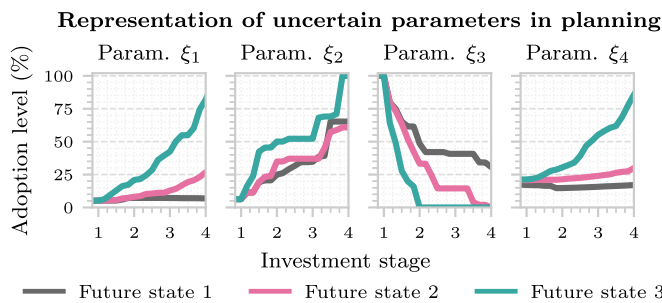 Representation of uncertain parameters in planning
Param. ξ1 Param. ξ2 Param. ξ3 Param. ξ4
Adoption level (%)
100
75
50
25
0
1 2 3 4 1 2 3 4 1 2 3 4 1 2 3 4
Investment stage
Future state 1 Future state 2 Future state 3